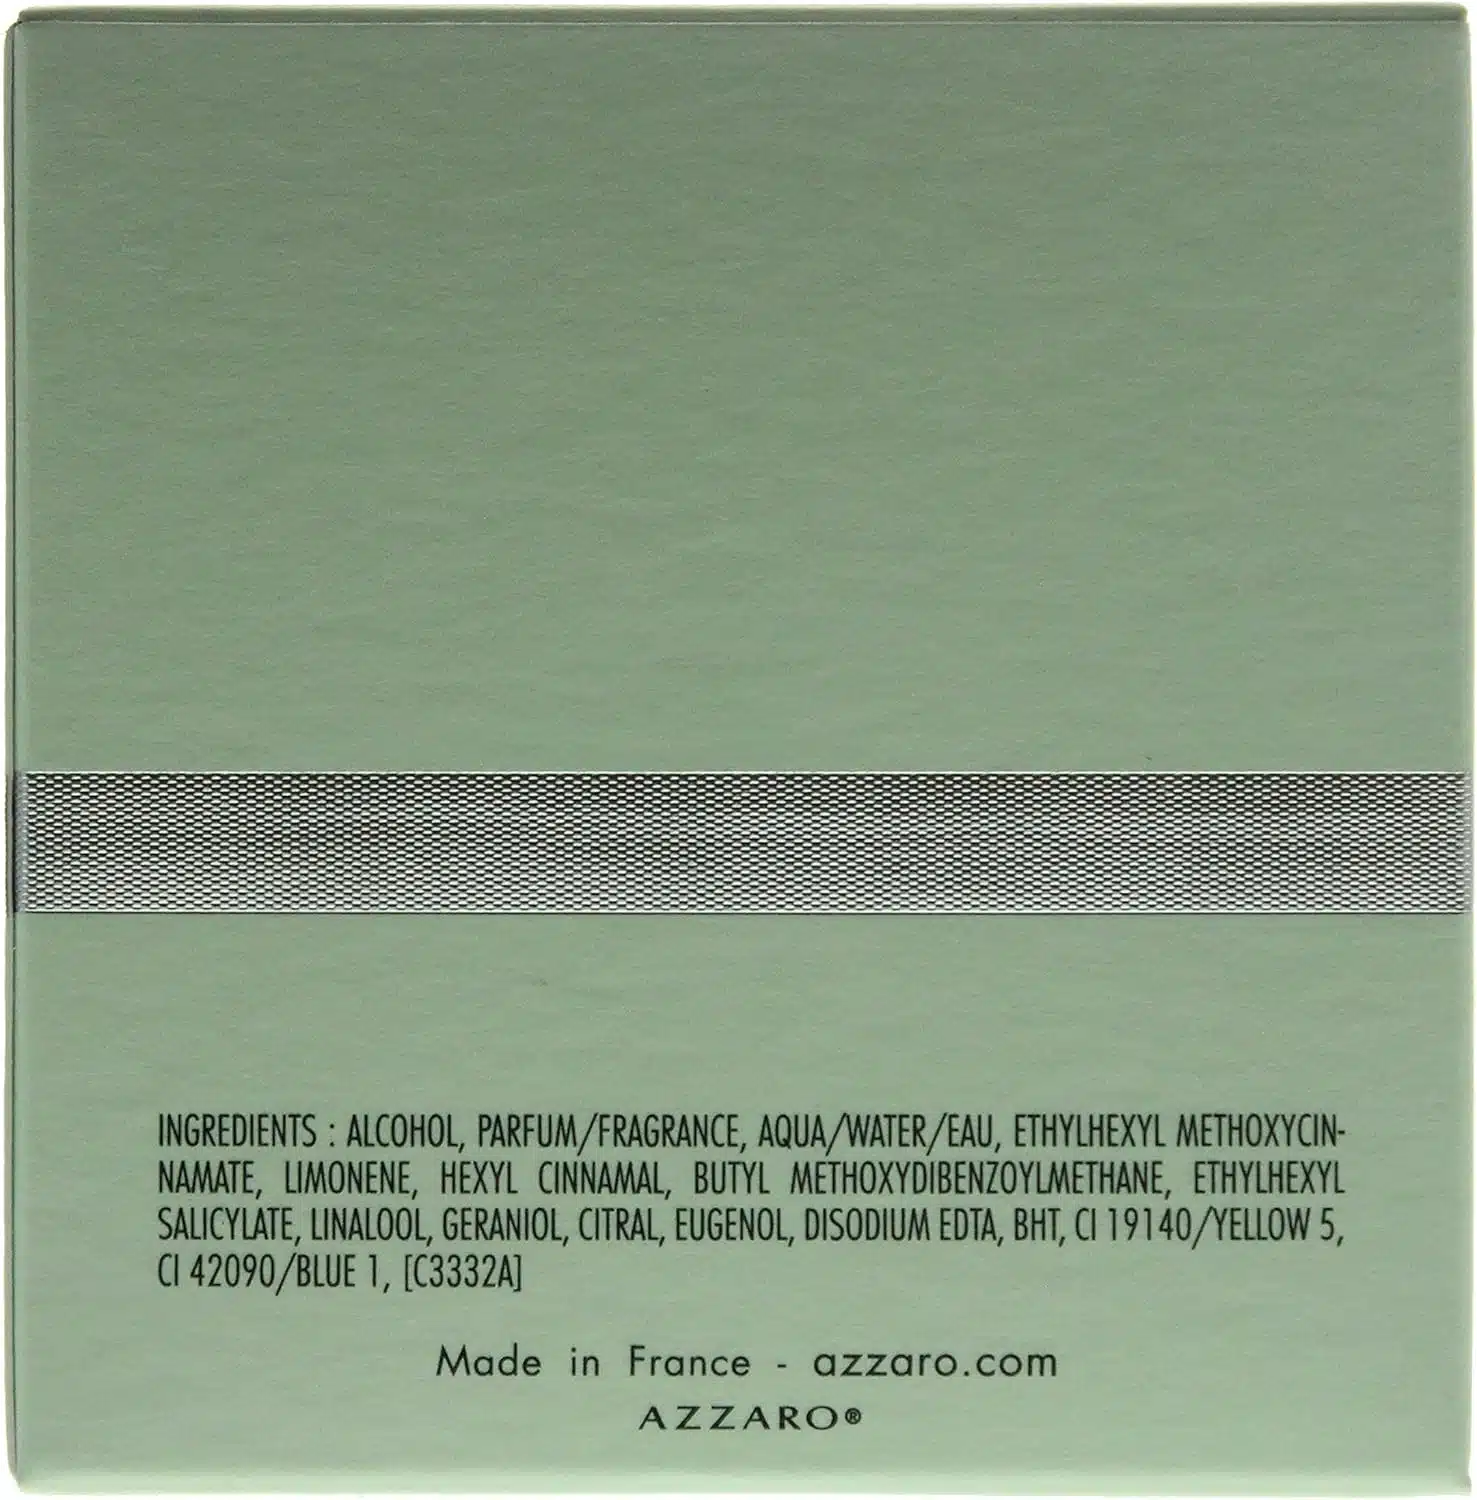 INGREDIENTS : ALCOHOL, PARFUM/FRAGRANCE, AQUA/WATER/EAU, ETHYLHEXYL METHOXYCIN-
NAMATE, LIMONENE, HEXYL CINNAMAL, BUTYL METHOXYDIBENZOYLMETHANE, ETHYLHEXYL
SALICYLATE, LINALOOL, GERANIOL, CITRAL, EUGENOL, DISODIUM EDTA, BHT, CI 19140/YELLOW 5,
CI 42090/BLUE 1, [C3332A]
Made in France - azzaro.com
AZZARO®